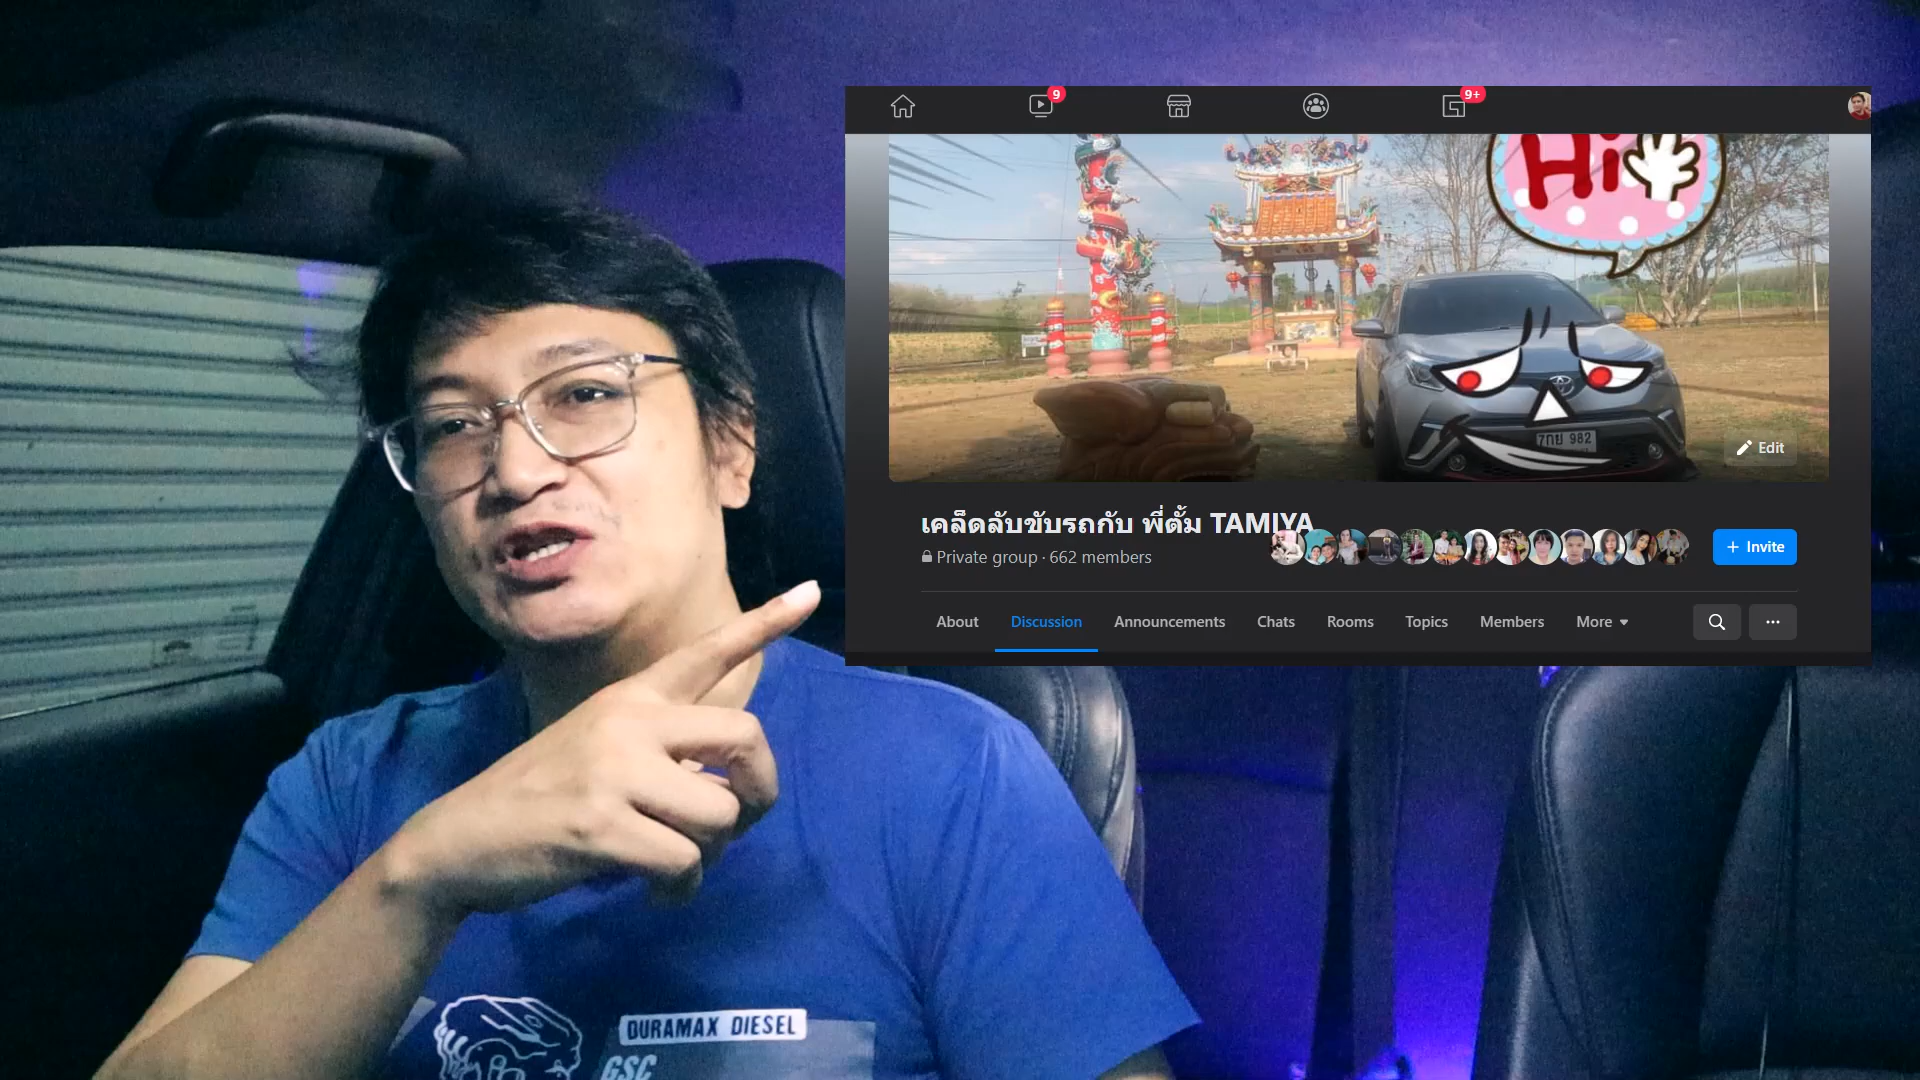 9
9+
Hi
7กย 982
Edit
เคล็ดลับขับรถกับ พี่ตั้ม TAMIYA
Private group · 662 members
+ Invite
About
Discussion
Announcements
Chats
Rooms
Topics
Members
More
DURAMAX DIESEL
GSC